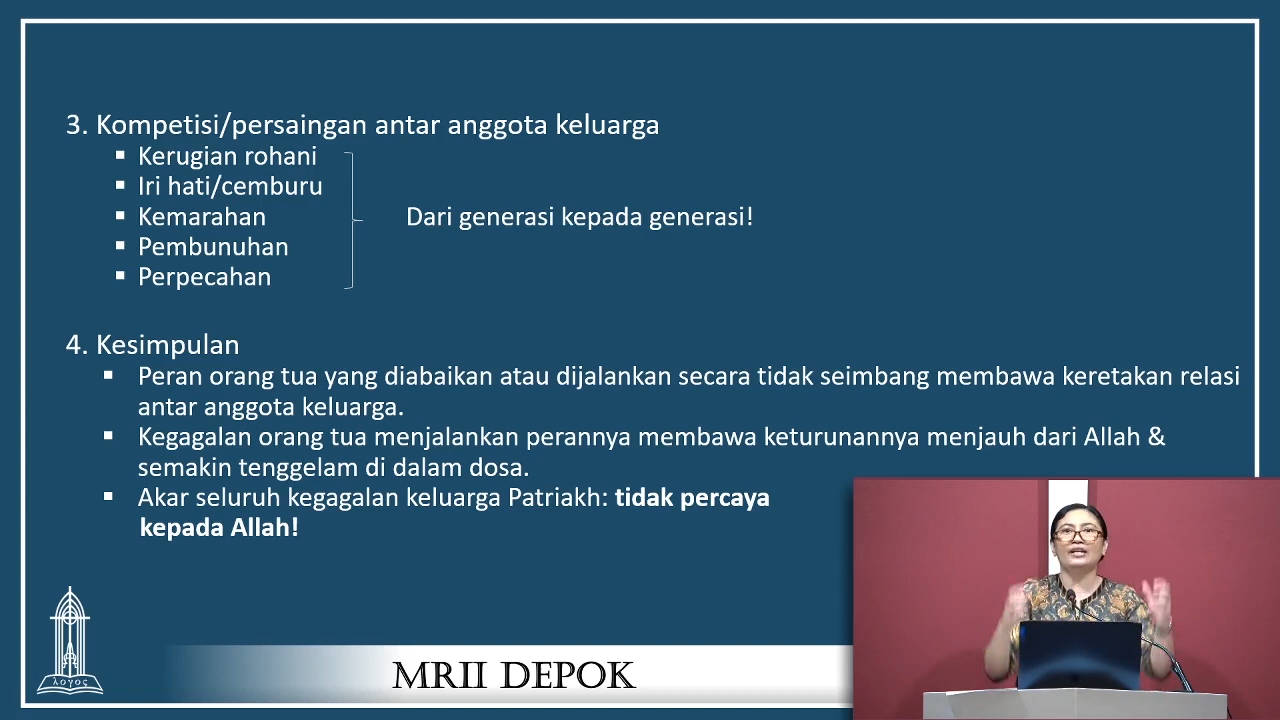 3. Kompetisi/persaingan antar anggota keluarga
▪ Kerugian rohani
▪ Iri hati/cemburu
▪ Kemarahan
▪ Pembunuhan
▪ Perpecahan
Dari generasi kepada generasi!
4. Kesimpulan
▪ Peran orang tua yang diabaikan atau dijalankan secara tidak seimbang membawa keretakan relasi
antar anggota keluarga.
▪ Kegagalan orang tua menjalankan perannya membawa keturunannya menjauh dari Allah &
semakin tenggelam di dalam dosa.
▪ Akar seluruh kegagalan keluarga Patriakh: tidak percaya
kepada Allah!
λογος
MRII DEPOK